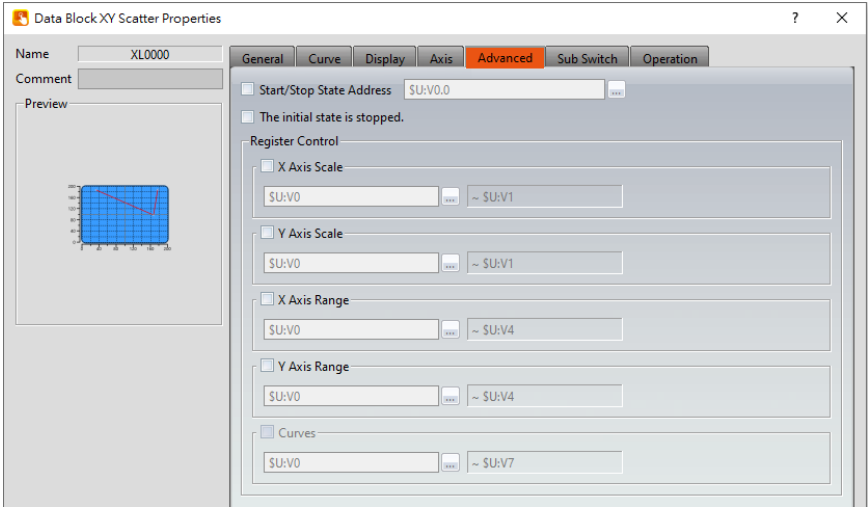 Data Block XY Scatter Properties ? ×
Name XL0000
Comment
Preview
General Curve Display Axis Advanced Sub Switch Operation
Start/Stop State Address $U:V0.0 ...
The initial state is stopped.
Register Control
X Axis Scale
$U:V0 ... ~ $U:V1
Y Axis Scale
$U:V0 ... ~ $U:V1
X Axis Range
$U:V0 ... ~ $U:V4
Y Axis Range
$U:V0 ... ~ $U:V4
Curves
$U:V0 ... ~ $U:V7